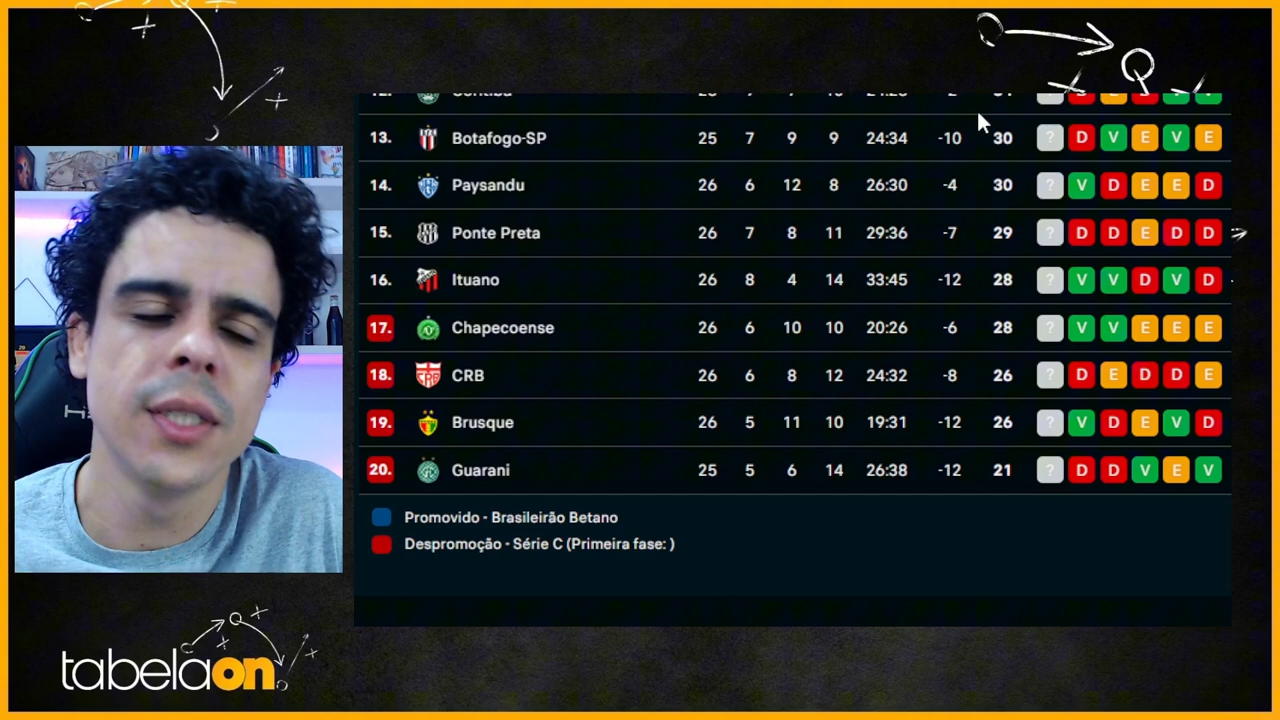 13. Botafogo-SP 25 7 9 9 24:34 -10 30 ? D V E V E
14. Paysandu 26 6 12 8 26:30 -4 30 ? V D E E D
15. Ponte Preta 26 7 8 11 29:36 -7 29 ? D D E D D
16. Ituano 26 8 4 14 33:45 -12 28 ? V V D V D
17. Chapecoense 26 6 10 10 20:26 -6 28 ? V V E E E
18. CRB 26 6 8 12 24:32 -8 26 ? D E D D E
19. Brusque 26 5 11 10 19:31 -12 26 ? V D E V D
20. Guarani 25 5 6 14 26:38 -12 21 ? D D V E V
Promovido - Brasileirão Betano
Despromoção - Série C (Primeira fase: )
tabelaon